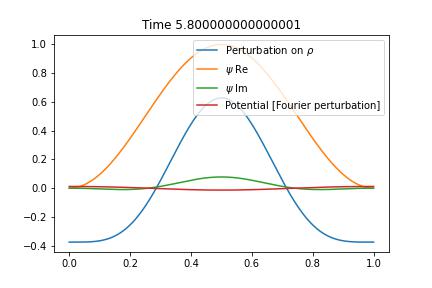 Time 5.800000000000001
Perturbation on ρ
ψ Re
ψ Im
Potential [Fourier perturbation]
1.0
0.8
0.6
0.4
0.2
0.0
−0.2
−0.4
0.0 0.2 0.4 0.6 0.8 1.0